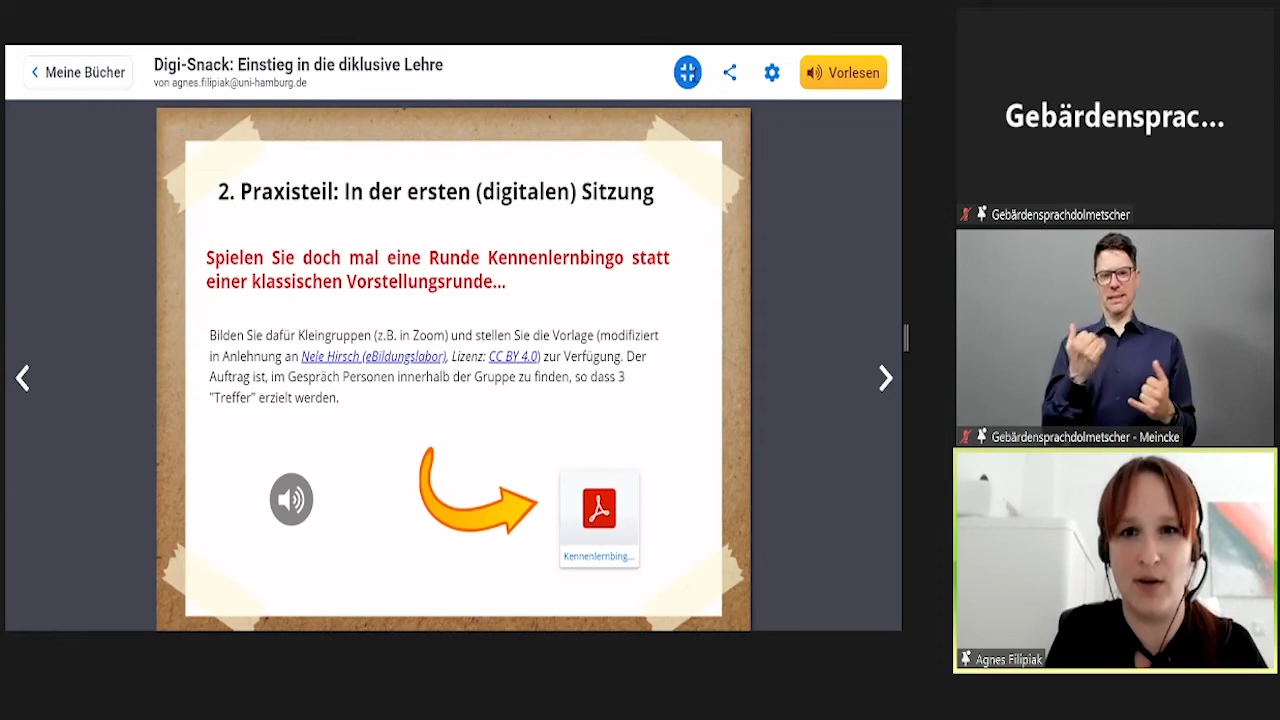 Meine Bücher
Digi-Snack: Einstieg in die diklusive Lehre
von agnes.filipiak@uni-hamburg.de
Vorlesen
2. Praxisteil: In der ersten (digitalen) Sitzung
Spielen Sie doch mal eine Runde Kennenlernbingo statt
einer klassischen Vorstellungsrunde...
Bilden Sie dafür Kleingruppen (z.B. in Zoom) und stellen Sie die Vorlage (modifiziert
in Anlehnung an Nele Hirsch (eBildungslabor), Lizenz: CC BY 4.0) zur Verfügung. Der
Auftrag ist, im Gespräch Personen innerhalb der Gruppe zu finden, so dass 3
"Treffer" erzielt werden.
Kennenlernbing...
Gebärdensprac...
Gebärdensprachdolmetscher
Gebärdensprachdolmetscher - Meincke
Agnes Filipiak